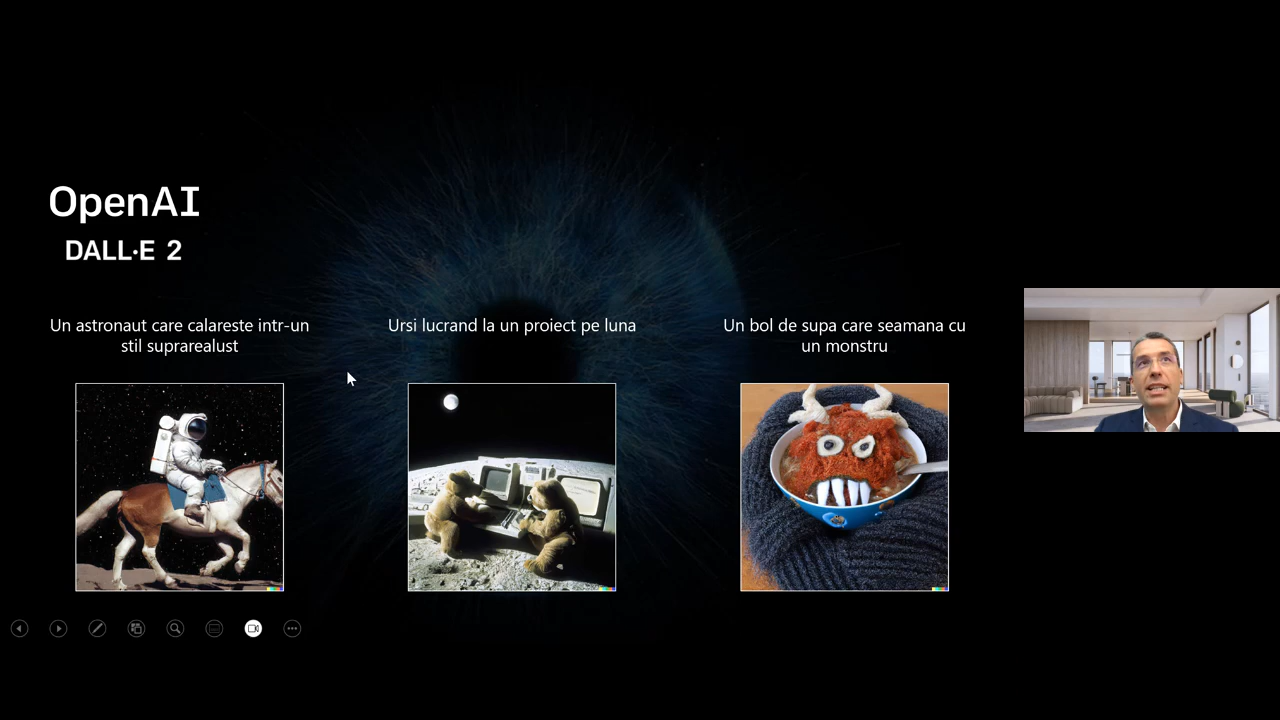 OpenAI
DALL·E 2
Un astronaut care calareste intr-un
stil suprarealust
Ursi lucrand la un proiect pe luna
Un bol de supa care seamana cu
un monstru